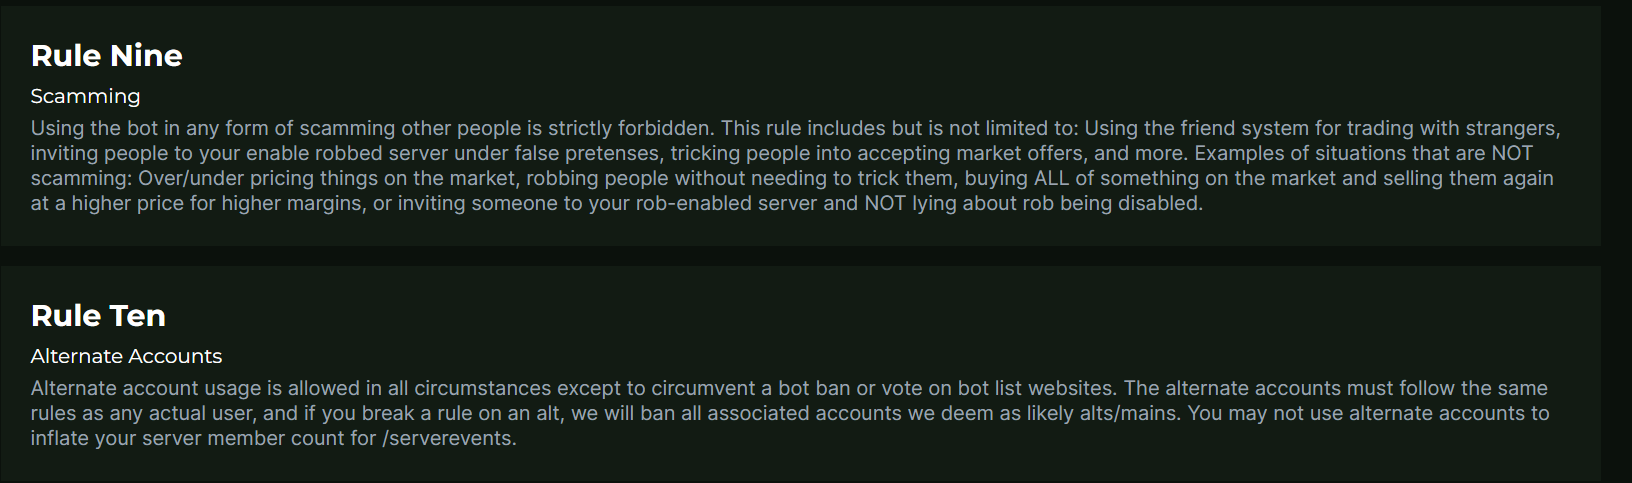 Rule Nine
Scamming
Using the bot in any form of scamming other people is strictly forbidden. This rule includes but is not limited to: Using the friend system for trading with strangers,
inviting people to your enable robbed server under false pretenses, tricking people into accepting market offers, and more. Examples of situations that are NOT
scamming: Over/under pricing things on the market, robbing people without needing to trick them, buying ALL of something on the market and selling them again
at a higher price for higher margins, or inviting someone to your rob-enabled server and NOT lying about rob being disabled.
Rule Ten
Alternate Accounts
Alternate account usage is allowed in all circumstances except to circumvent a bot ban or vote on bot list websites. The alternate accounts must follow the same
rules as any actual user, and if you break a rule on an alt, we will ban all associated accounts we deem as likely alts/mains. You may not use alternate accounts to
inflate your server member count for /serverevents.